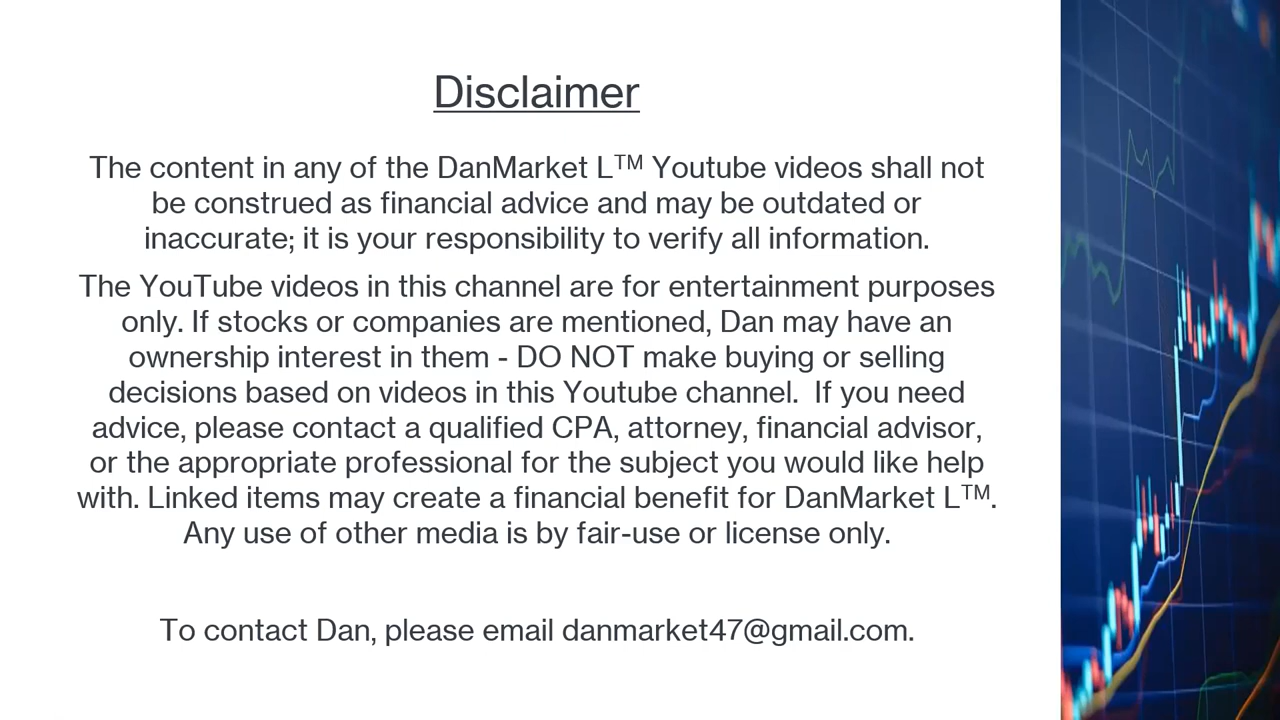 Disclaimer
The content in any of the DanMarket L™ Youtube videos shall not
be construed as financial advice and may be outdated or
inaccurate; it is your responsibility to verify all information.
The YouTube videos in this channel are for entertainment purposes
only. If stocks or companies are mentioned, Dan may have an
ownership interest in them - DO NOT make buying or selling
decisions based on videos in this Youtube channel.  If you need
advice, please contact a qualified CPA, attorney, financial advisor,
or the appropriate professional for the subject you would like help
with. Linked items may create a financial benefit for DanMarket L™.
Any use of other media is by fair-use or license only.
To contact Dan, please email danmarket47@gmail.com.